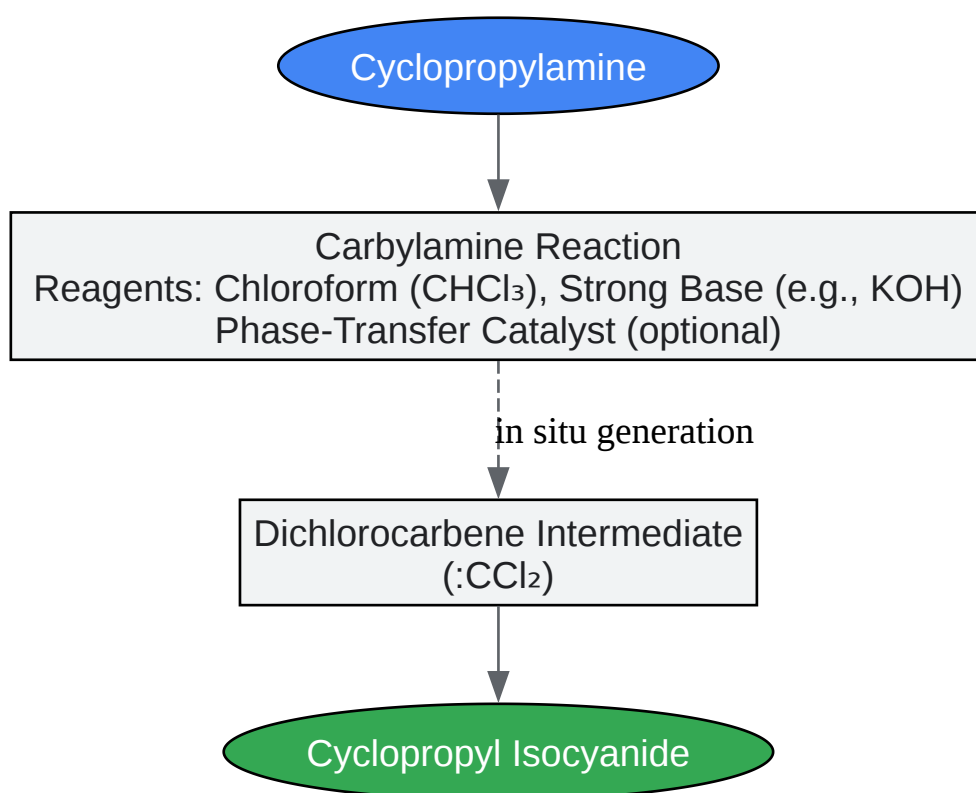 Cyclopropylamine
Carbylamine Reaction
Reagents: Chloroform (CHCl₃), Strong Base (e.g., KOH)
Phase-Transfer Catalyst (optional)
in situ generation
Dichlorocarbene Intermediate
(:CCl₂)
Cyclopropyl Isocyanide